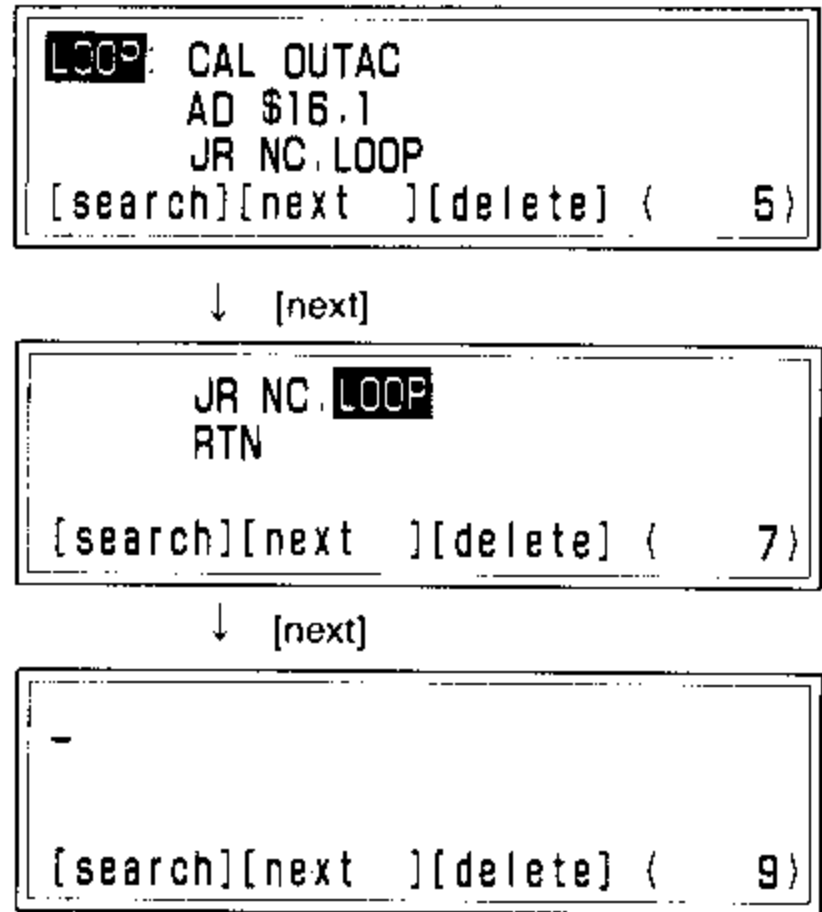 LOOP: CAL OUTAC
AD $16.1
JR NC.LOOP
[search][next ][delete] ( 5)
↓ [next]
JR NC.LOOP
RTN
[search][next ][delete] ( 7)
↓ [next]
_
[search][next ][delete] ( 9)